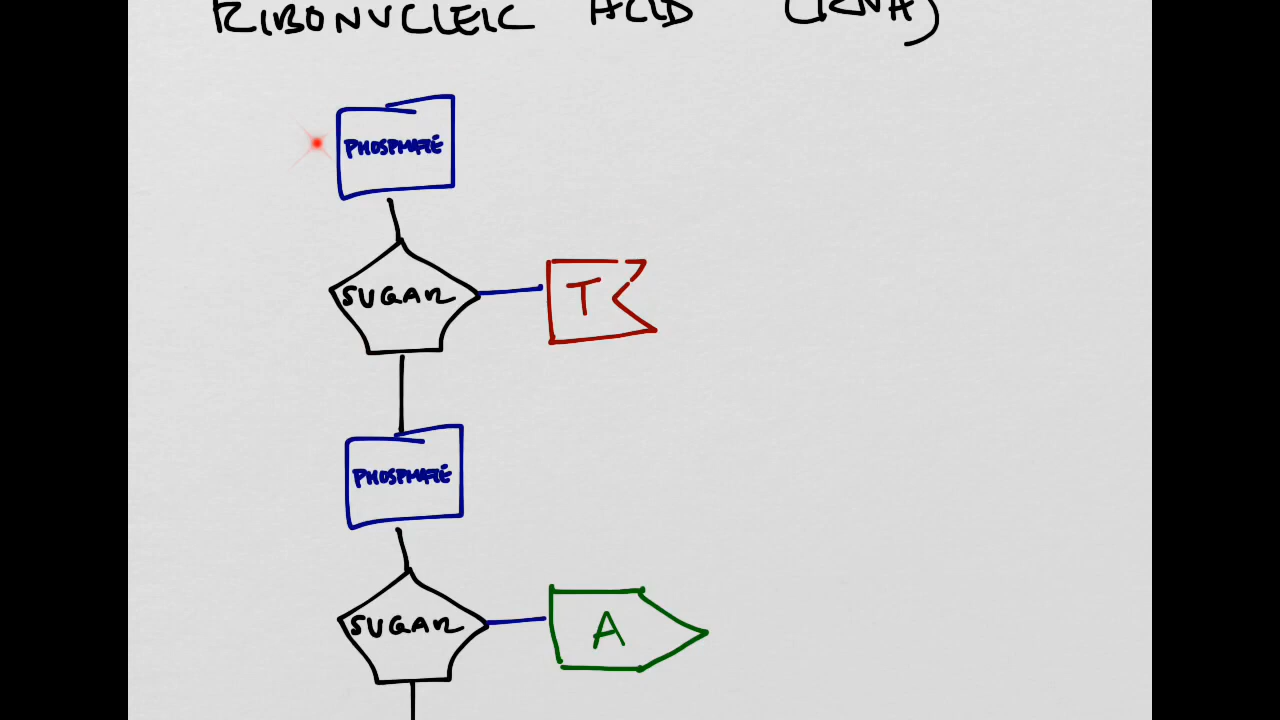 RIBONUCLEIC ACID (RNA)
PHOSPHATE
SUGAR T
PHOSPHATE
SUGAR A